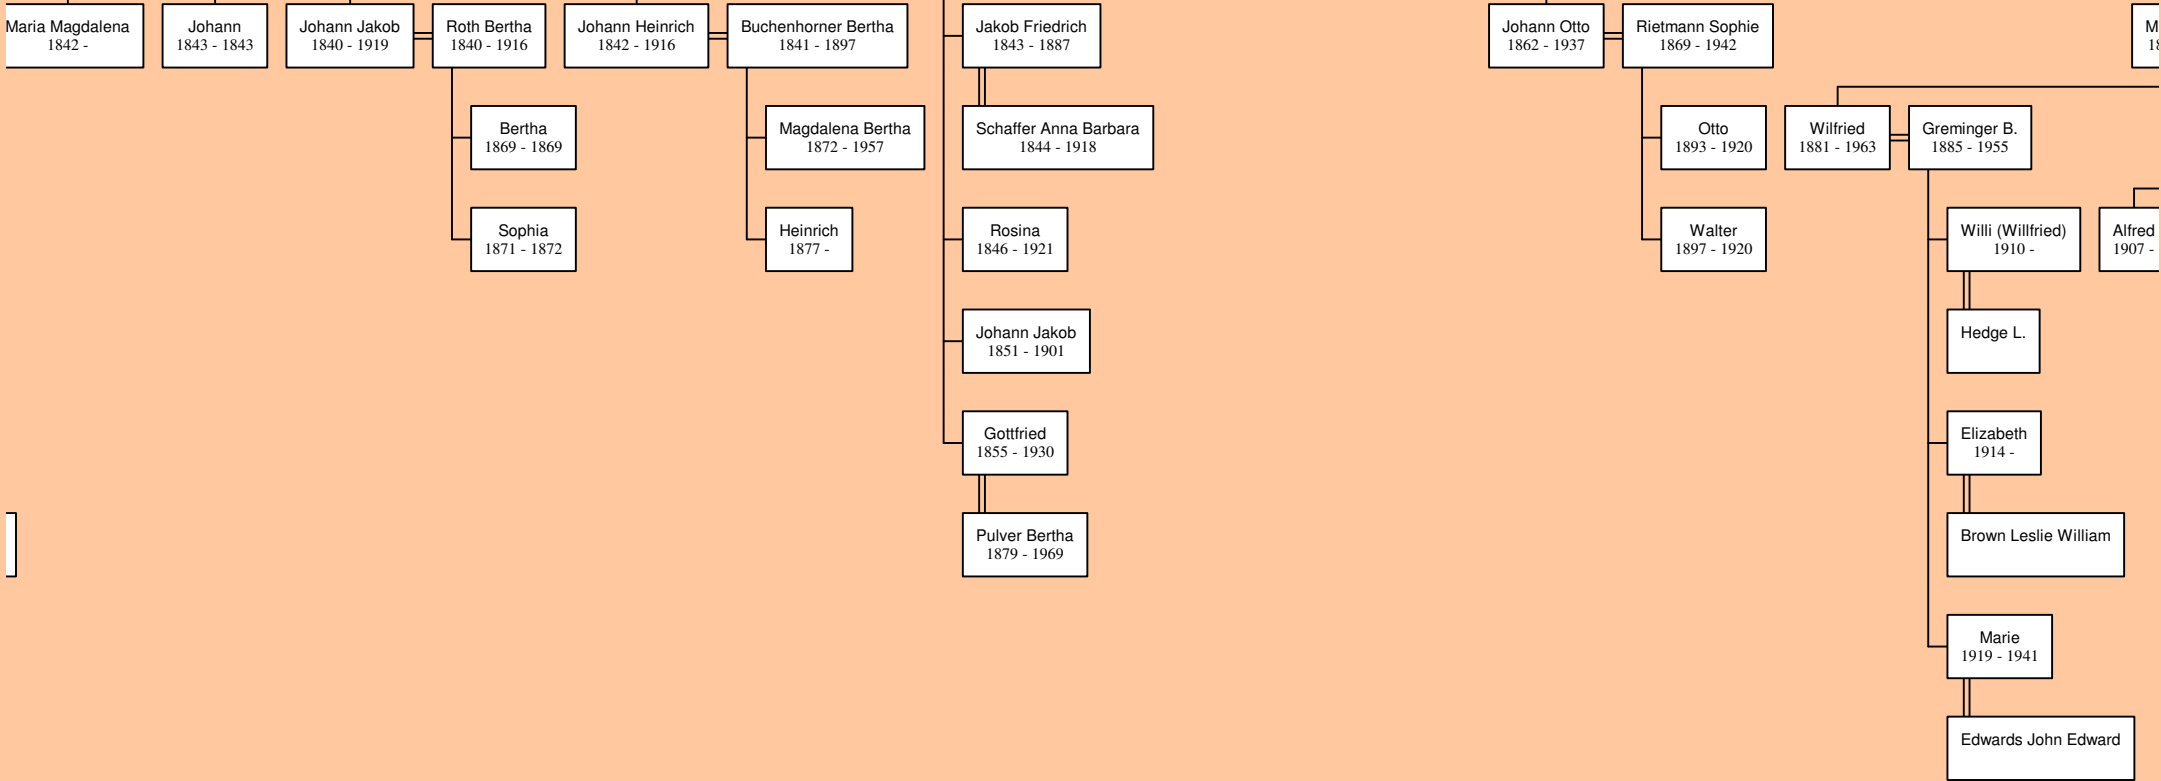 Maria Magdalena
1842 -
Johann
1843 - 1843
Johann Jakob
1840 - 1919
Roth Bertha
1840 - 1916
Johann Heinrich
1842 - 1916
Buchenhorner Bertha
1841 - 1897
Jakob Friedrich
1843 - 1887
Johann Otto
1862 - 1937
Rietmann Sophie
1869 - 1942
Bertha
1869 - 1869
Magdalena Bertha
1872 - 1957
Schaffer Anna Barbara
1844 - 1918
Otto
1893 - 1920
Wilfried
1881 - 1963
Greminger B.
1885 - 1955
Sophia
1871 - 1872
Heinrich
1877 -
Rosina
1846 - 1921
Walter
1897 - 1920
Willi (Willfried)
1910 -
Alfred
1907 -
Johann Jakob
1851 - 1901
Hedge L.
Gottfried
1855 - 1930
Elizabeth
1914 -
Pulver Bertha
1879 - 1969
Brown Leslie William
Marie
1919 - 1941
Edwards John Edward